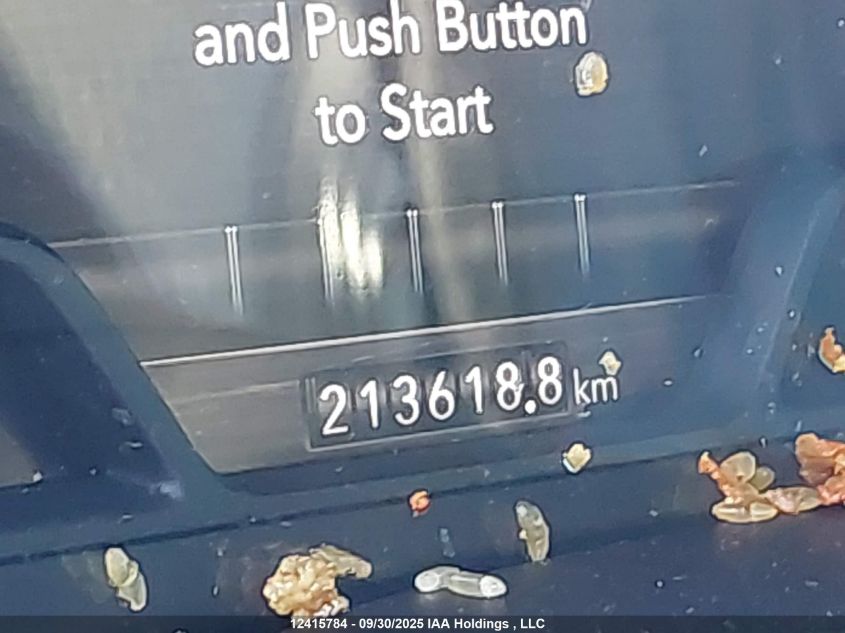 and Push Button
to Start
213618.8 km
12415784 - 09/30/2025 IAA Holdings , LLC